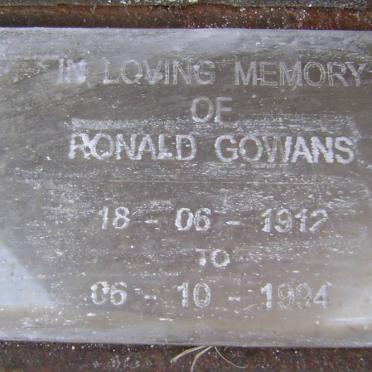 IN LOVING MEMORY
OF
RONALD GOWANS
18 - 06 - 1912
TO
06 - 10 - 1994